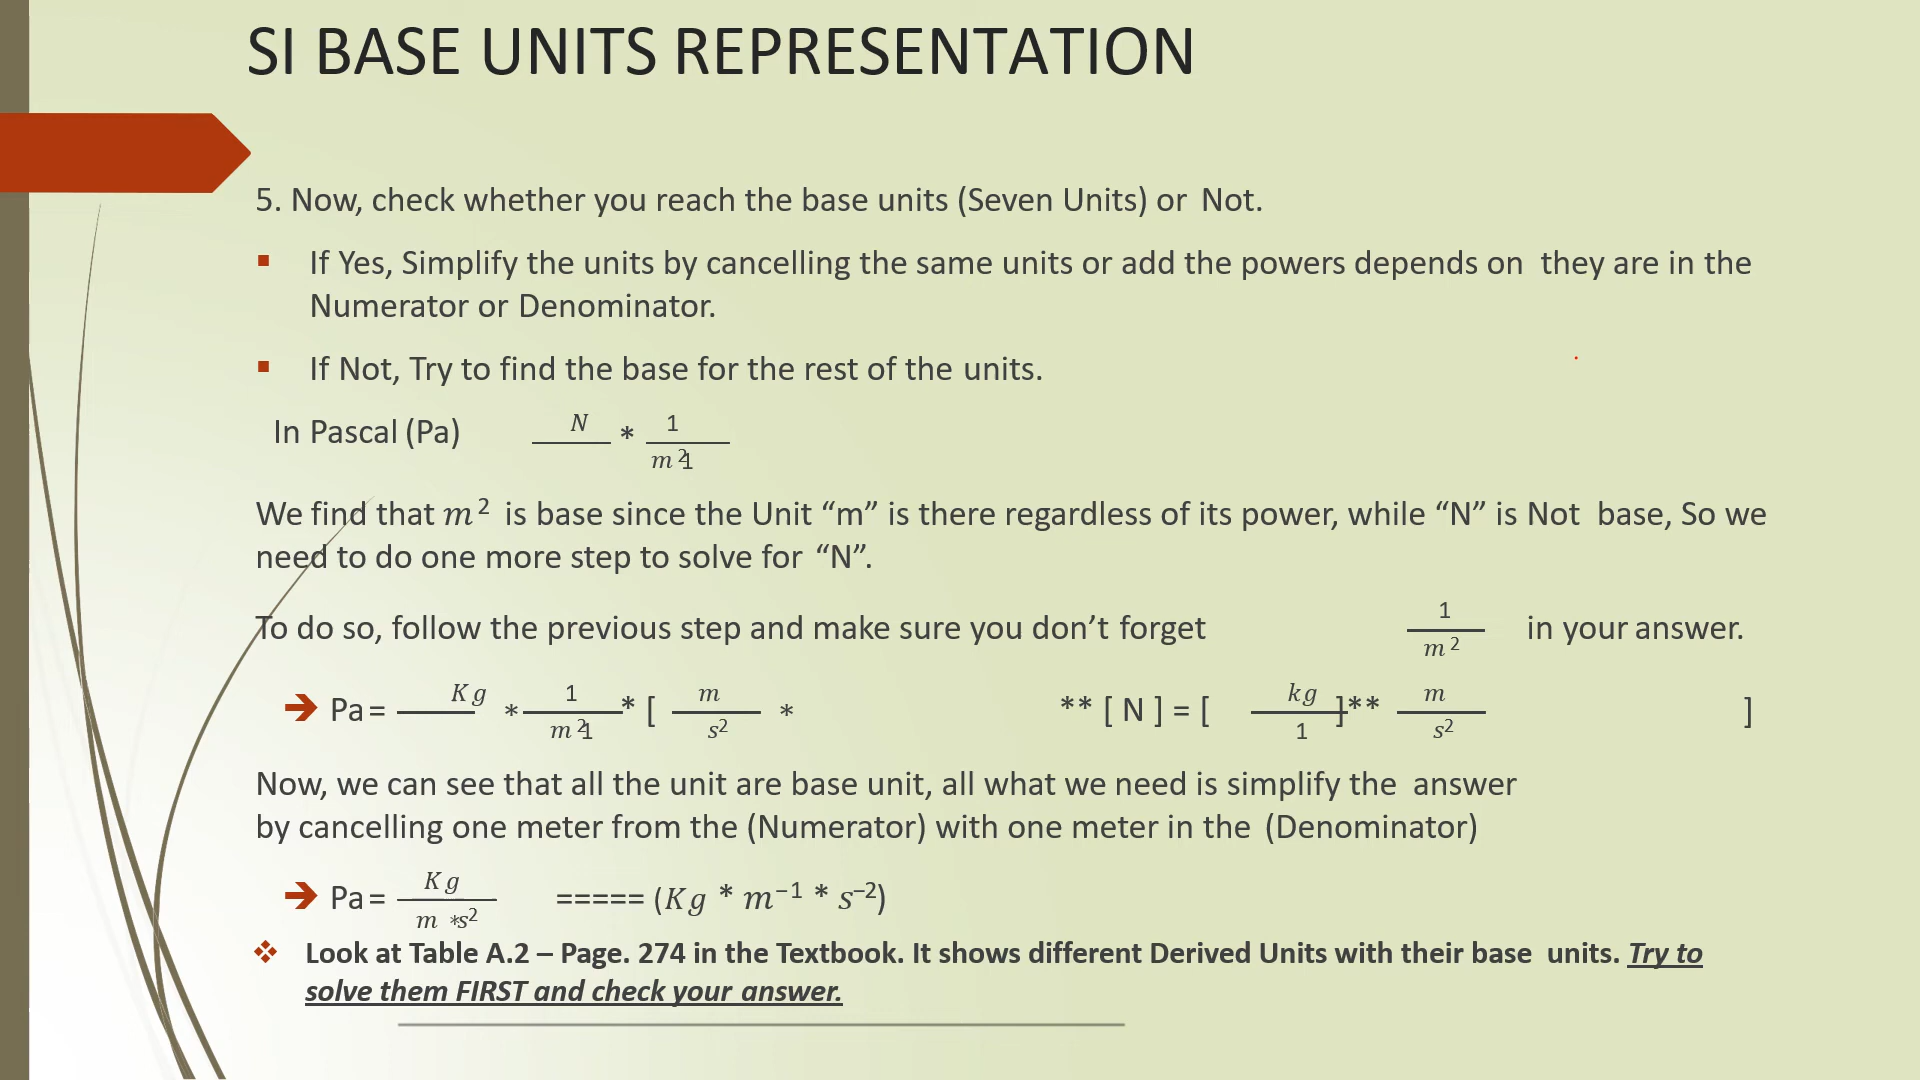 SI BASE UNITS REPRESENTATION
5. Now, check whether you reach the base units (Seven Units) or Not.
▪ If Yes, Simplify the units by cancelling the same units or add the powers depends on they are in the
Numerator or Denominator.
▪ If Not, Try to find the base for the rest of the units.
In Pascal (Pa) N/1 * 1/m²
We find that m² is base since the Unit “m” is there regardless of its power, while “N” is Not base, So we
need to do one more step to solve for “N”.
To do so, follow the previous step and make sure you don’t forget 1/m² in your answer.
➔ Pa = Kg/1 * 1/m² * [ m/s² * ** [ N ] = [ kg/1 ]** m/s² ]
Now, we can see that all the unit are base unit, all what we need is simplify the answer
by cancelling one meter from the (Numerator) with one meter in the (Denominator)
➔ Pa = Kg/m *s² ===== (Kg * m⁻¹ * s⁻²)
❖ Look at Table A.2 – Page. 274 in the Textbook. It shows different Derived Units with their base units. Try to
solve them FIRST and check your answer.